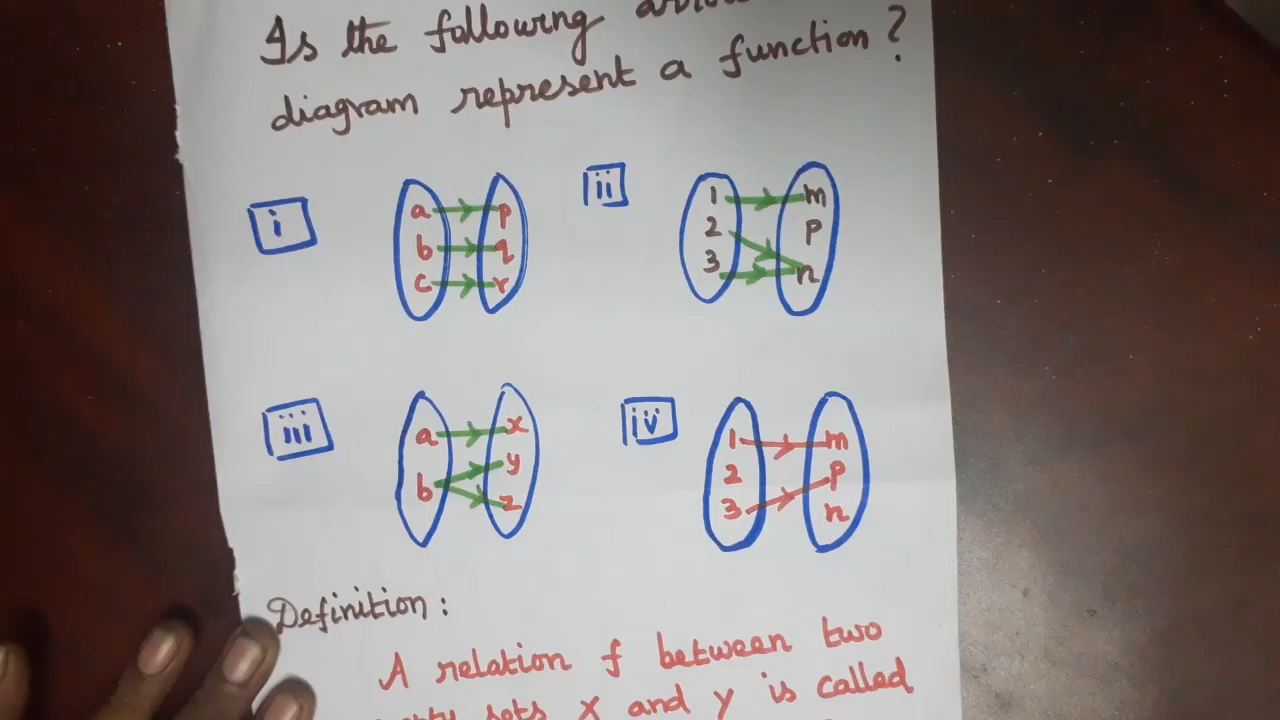 Is the following
diagram represent a function ?
i
a p
b q
c r
ii
1 m
2 p
3 n
iii
a x
b y
z
iv
1 m
2 p
3 n
Definition :
A relation f between two
sets x and y is called